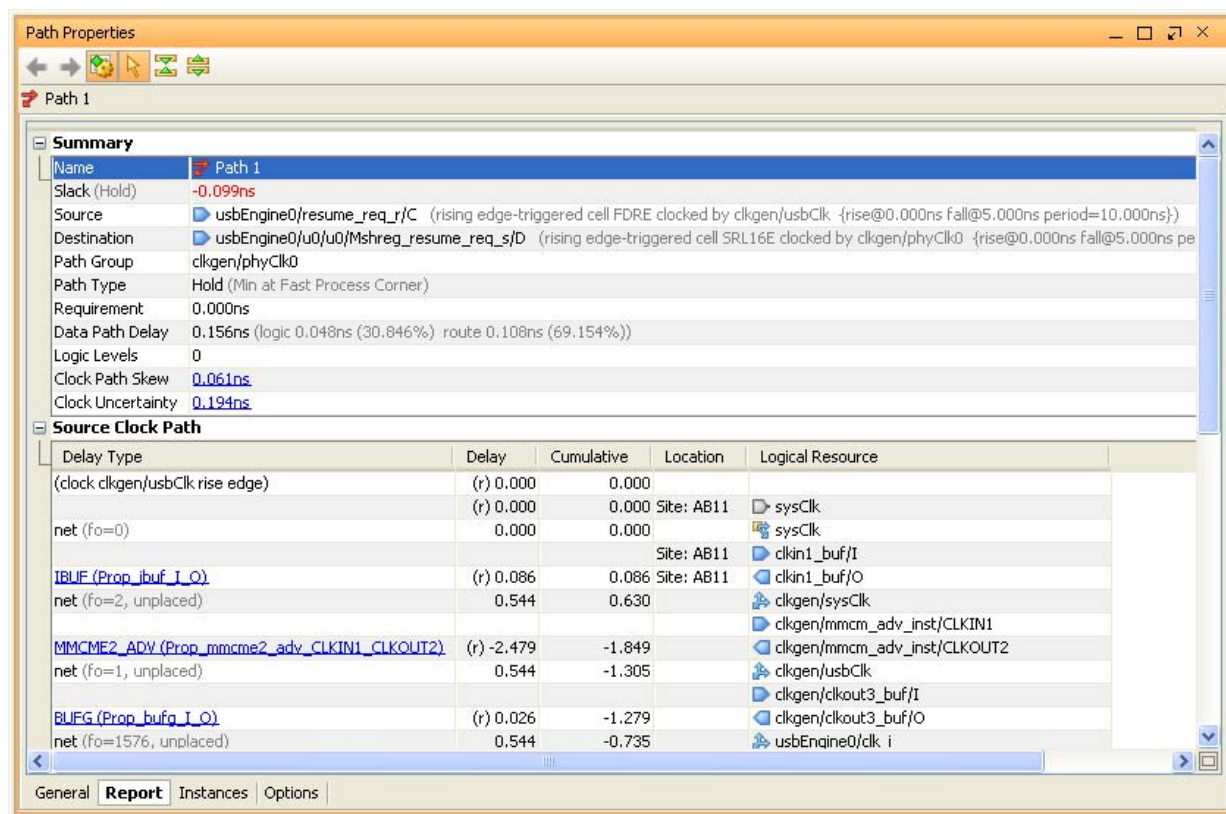 Path Properties
Path 1
Summary
Name Path 1
Slack (Hold) -0.099ns
Source usbEngine0/resume_req_r/C (rising edge-triggered cell FDRE clocked by clkgen/usbClk {rise@0.000ns fall@5.000ns period=10.000ns})
Destination usbEngine0/u0/u0/Mshreg_resume_req_s/D (rising edge-triggered cell SRL16E clocked by clkgen/phyClk0 {rise@0.000ns fall@5.000ns pe
Path Group clkgen/phyClk0
Path Type Hold (Min at Fast Process Corner)
Requirement 0.000ns
Data Path Delay 0.156ns (logic 0.048ns (30.846%) route 0.108ns (69.154%))
Logic Levels 0
Clock Path Skew 0.061ns
Clock Uncertainty 0.194ns
Source Clock Path
Delay Type Delay Cumulative Location Logical Resource
(clock clkgen/usbClk rise edge) (r) 0.000 0.000
(r) 0.000 0.000 Site: AB11 sysClk
net (fo=0) 0.000 0.000 sysClk
Site: AB11 clkin1_buf/I
IBUF (Prop_ibuf_I_O) (r) 0.086 0.086 Site: AB11 clkin1_buf/O
net (fo=2, unplaced) 0.544 0.630 clkgen/sysClk
clkgen/mmcm_adv_inst/CLKIN1
MMCME2_ADV (Prop_mmcme2_adv_CLKIN1_CLKOUT2) (r) -2.479 -1.849 clkgen/mmcm_adv_inst/CLKOUT2
net (fo=1, unplaced) 0.544 -1.305 clkgen/usbClk
clkgen/clkout3_buf/I
BUFG (Prop_bufg_I_O) (r) 0.026 -1.279 clkgen/clkout3_buf/O
net (fo=1576, unplaced) 0.544 -0.735 usbEngine0/clk_i
General Report Instances Options